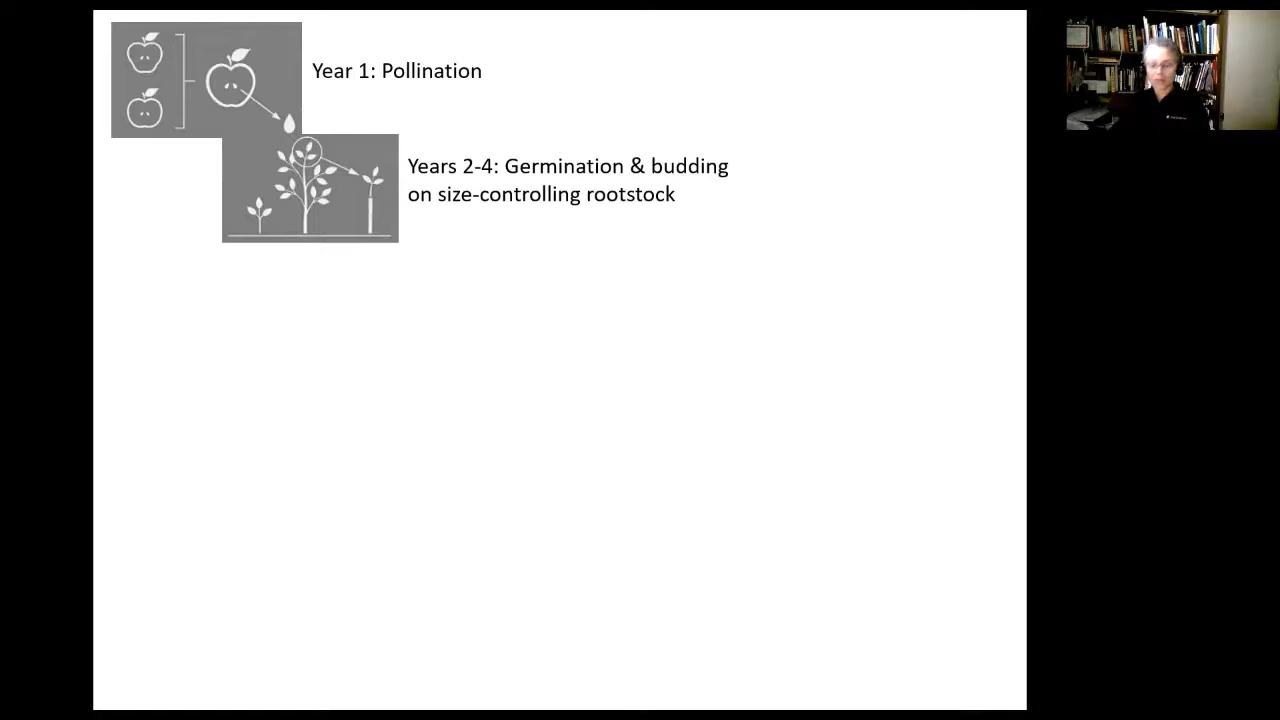 Year 1: Pollination
Years 2-4: Germination & budding
on size-controlling rootstock